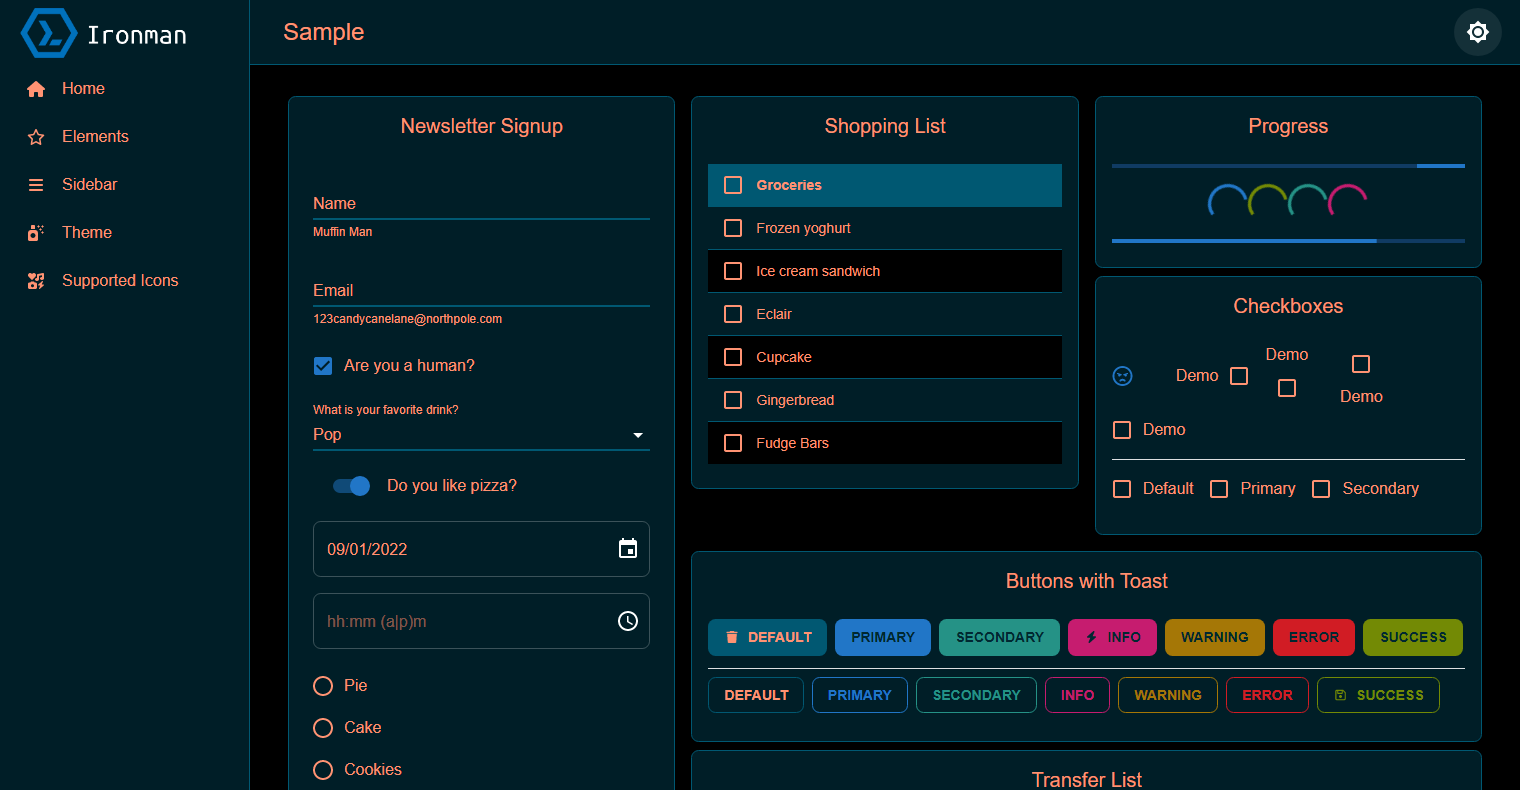 Ironman
Home
Elements
Sidebar
Theme
Supported Icons
Sample
Newsletter Signup
Name
Muffin Man
Email
123candycanelane@northpole.com
Are you a human?
What is your favorite drink?
Pop
Do you like pizza?
09/01/2022
hh:mm (a|p)m
Pie
Cake
Cookies
Shopping List
Groceries
Frozen yoghurt
Ice cream sandwich
Eclair
Cupcake
Gingerbread
Fudge Bars
Progress
Checkboxes
Demo
Demo
Demo
Demo
Default Primary Secondary
Buttons with Toast
DEFAULT PRIMARY SECONDARY INFO WARNING ERROR SUCCESS
DEFAULT PRIMARY SECONDARY INFO WARNING ERROR SUCCESS
Transfer List